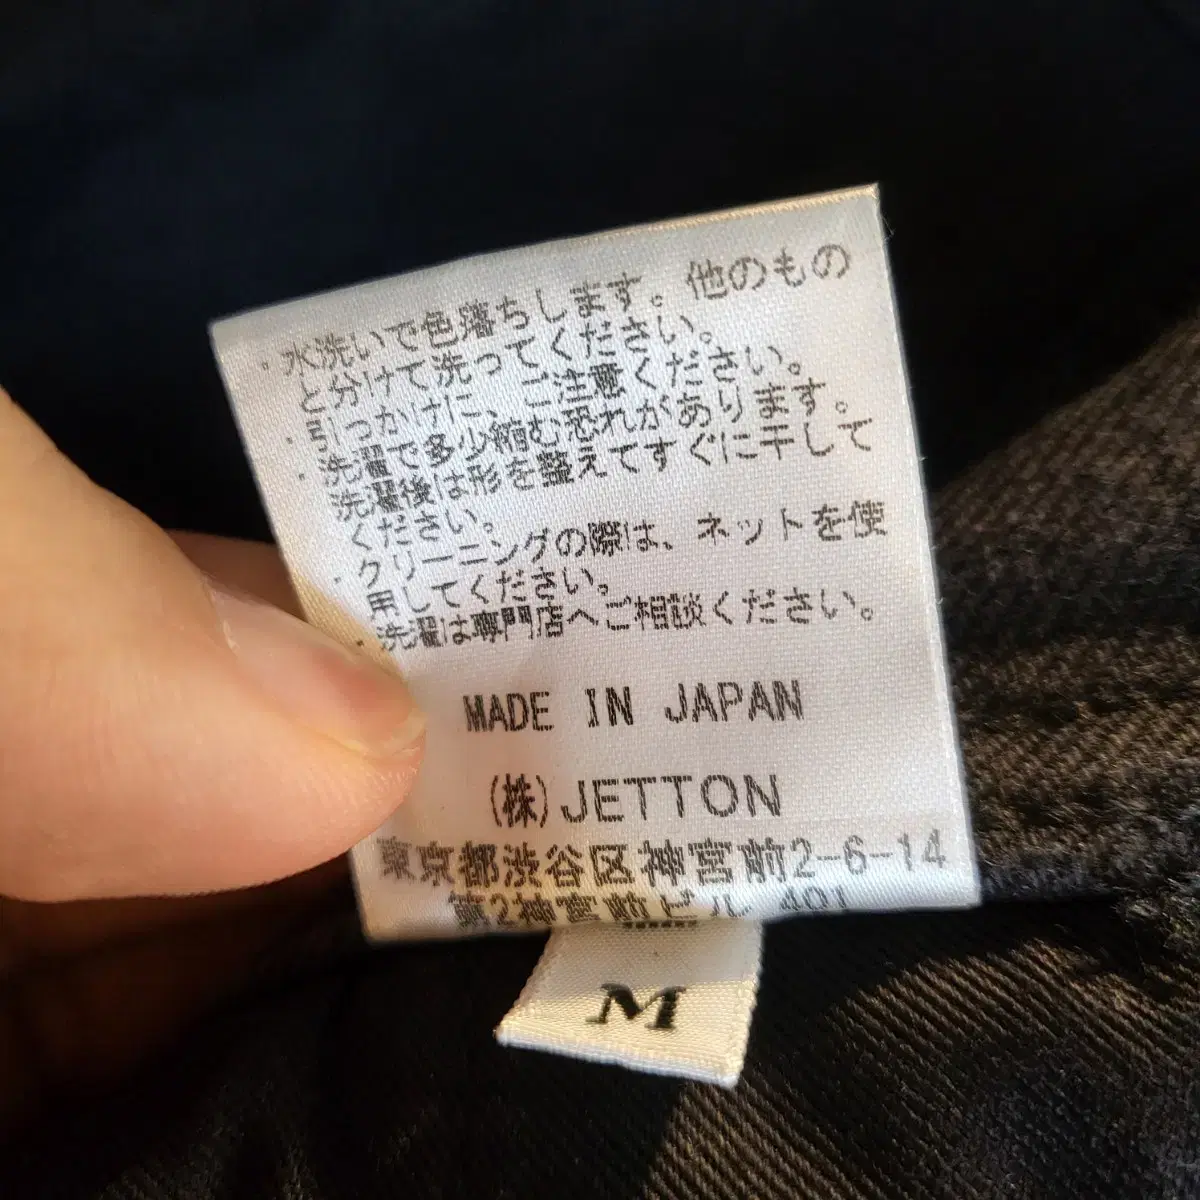 ・水洗いで色落ちします。他のもの
と分けて洗ってください。
・引っかけに、ご注意ください。
・洗濯で多少縮む恐れがあります。
洗濯後は形を整えてすぐに干して
ください。
・クリーニングの際は、ネットを使
用してください。
・洗濯は専門店へご相談ください。
MADE IN JAPAN
(株)JETTON
東京都渋谷区神宮前2-6-14
第2神宮前ビル 401
M